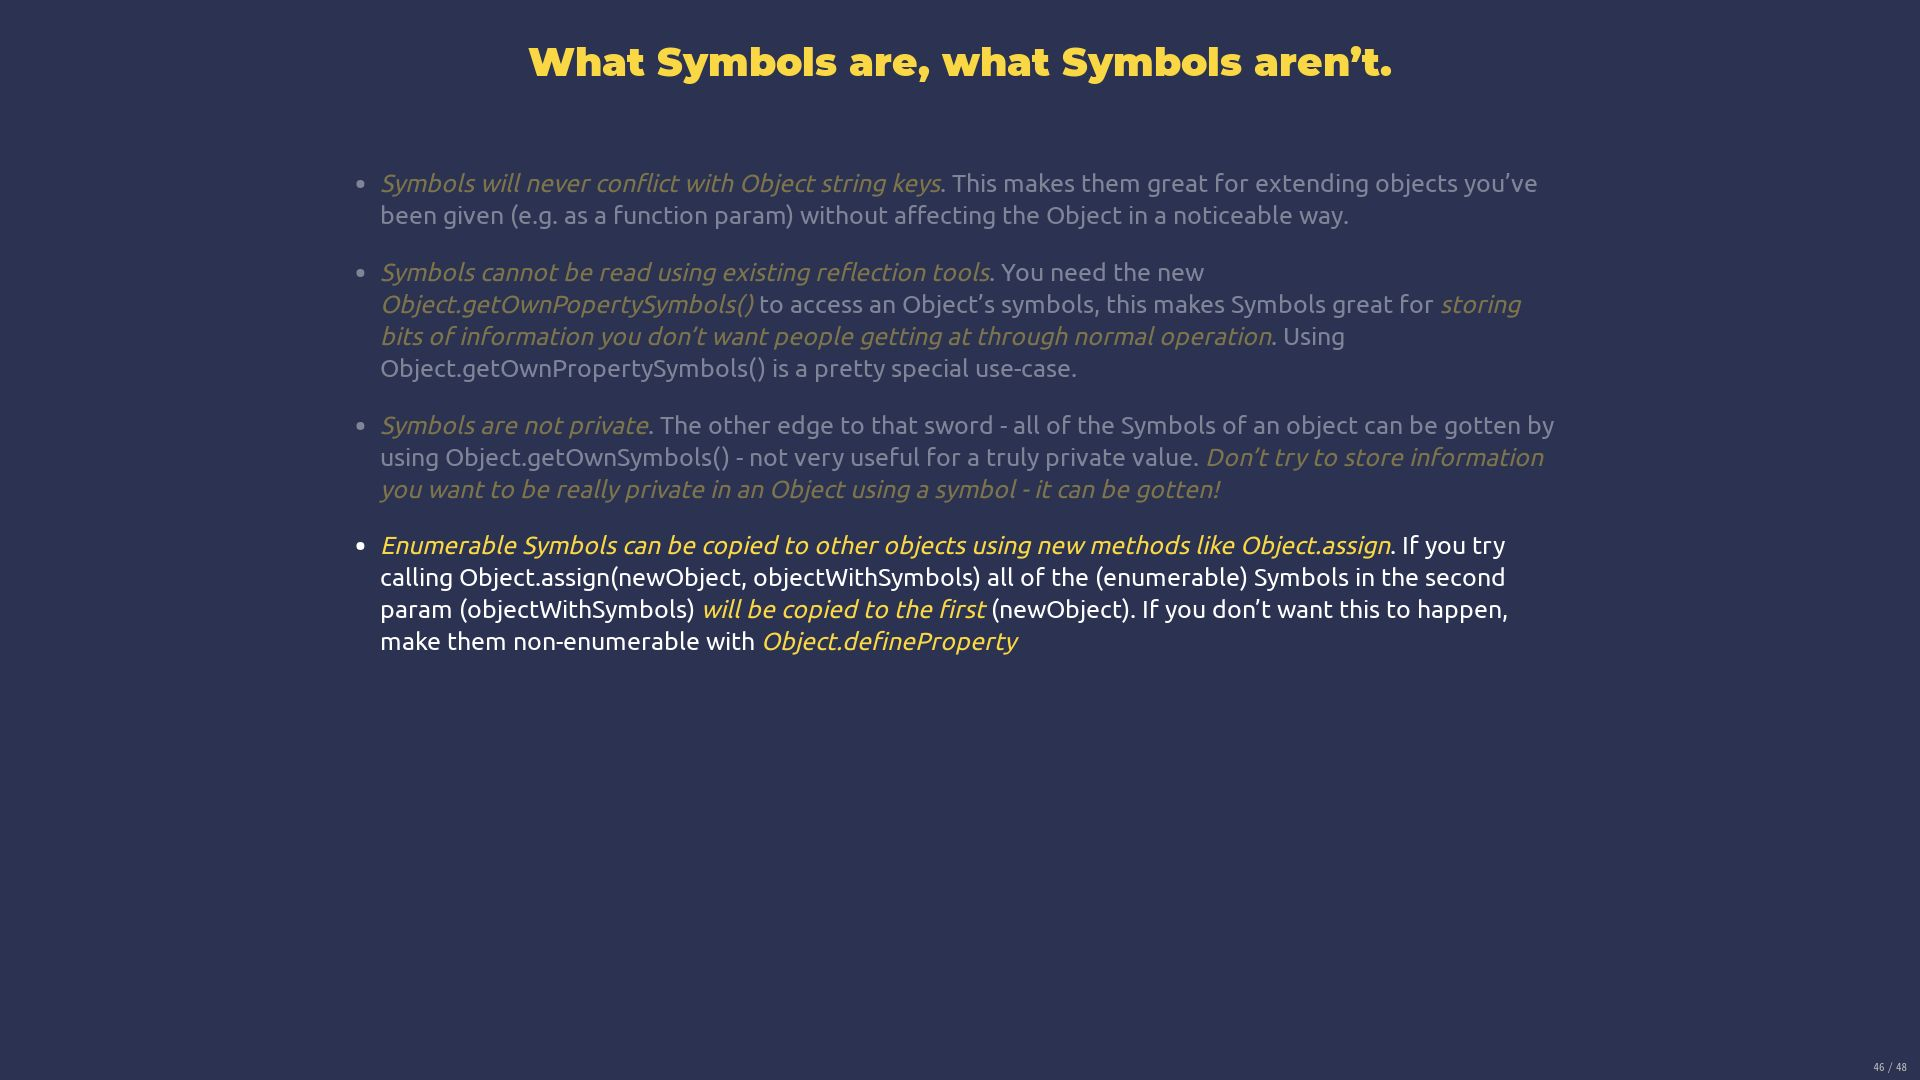 What Symbols are, what Symbols aren’t.
• Symbols will never conflict with Object string keys. This makes them great for extending objects you’ve
been given (e.g. as a function param) without affecting the Object in a noticeable way.
• Symbols cannot be read using existing reflection tools. You need the new
Object.getOwnPopertySymbols() to access an Object’s symbols, this makes Symbols great for storing
bits of information you don’t want people getting at through normal operation. Using
Object.getOwnPropertySymbols() is a pretty special use-case.
• Symbols are not private. The other edge to that sword - all of the Symbols of an object can be gotten by
using Object.getOwnSymbols() - not very useful for a truly private value. Don’t try to store information
you want to be really private in an Object using a symbol - it can be gotten!
• Enumerable Symbols can be copied to other objects using new methods like Object.assign. If you try
calling Object.assign(newObject, objectWithSymbols) all of the (enumerable) Symbols in the second
param (objectWithSymbols) will be copied to the first (newObject). If you don’t want this to happen,
make them non-enumerable with Object.defineProperty
46 / 48